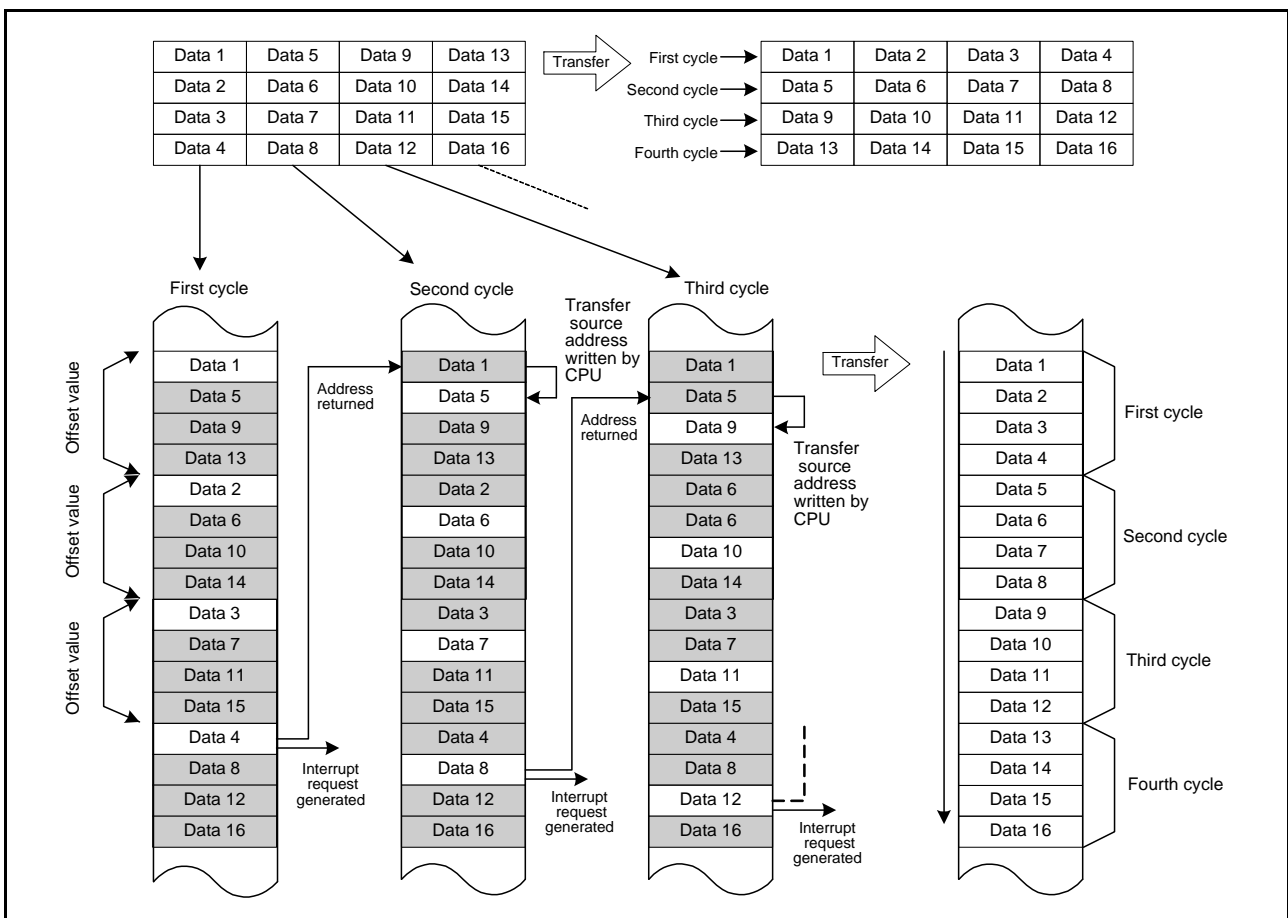 Data 1 Data 5 Data 9 Data 13
Data 2 Data 6 Data 10 Data 14
Data 3 Data 7 Data 11 Data 15
Data 4 Data 8 Data 12 Data 16
Transfer
First cycle
Second cycle
Third cycle
Fourth cycle
Data 1 Data 2 Data 3 Data 4
Data 5 Data 6 Data 7 Data 8
Data 9 Data 10 Data 11 Data 12
Data 13 Data 14 Data 15 Data 16
First cycle
Offset value
Offset value
Offset value
Data 1
Data 5
Data 9
Data 13
Data 2
Data 6
Data 10
Data 14
Data 3
Data 7
Data 11
Data 15
Data 4
Data 8
Data 12
Data 16
Address
returned
Interrupt
request
generated
Second cycle
Data 1
Data 5
Data 9
Data 13
Data 2
Data 6
Data 10
Data 14
Data 3
Data 7
Data 11
Data 15
Data 4
Data 8
Data 12
Data 16
Transfer
source
address
written by
CPU
Address
returned
Interrupt
request
generated
Third cycle
Data 1
Data 5
Data 9
Data 13
Data 6
Data 6
Data 10
Data 14
Data 3
Data 7
Data 11
Data 15
Data 4
Data 8
Data 12
Data 16
Transfer
source
address
written by
CPU
Interrupt
request
generated
Transfer
Data 1
Data 2
Data 3
Data 4
Data 5
Data 6
Data 7
Data 8
Data 9
Data 10
Data 11
Data 12
Data 13
Data 14
Data 15
Data 16
First cycle
Second cycle
Third cycle
Fourth cycle